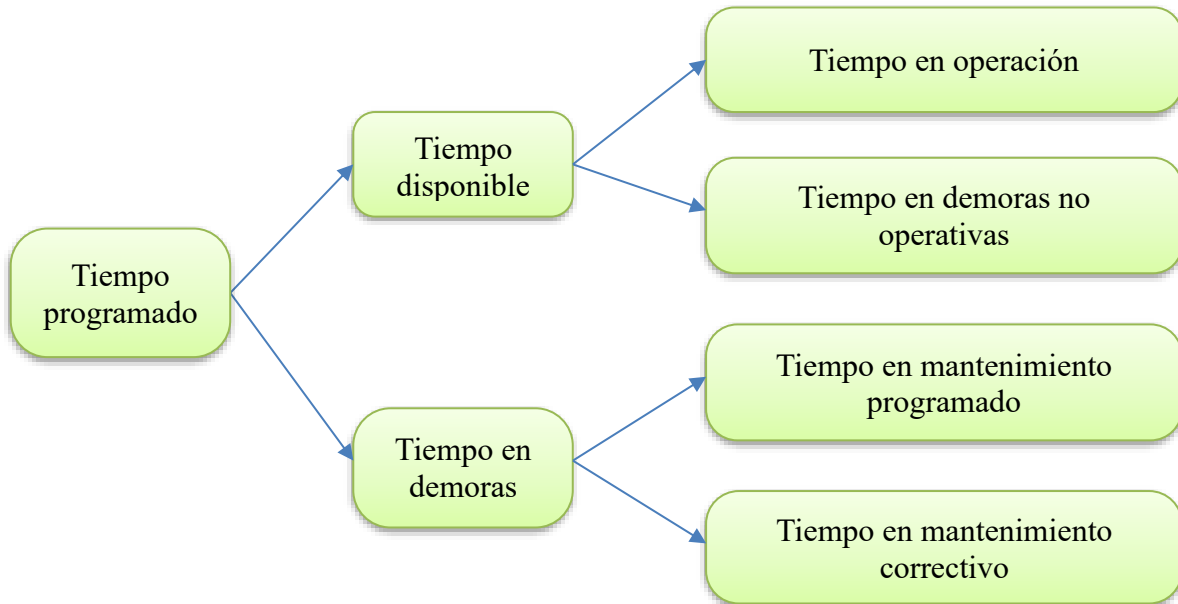 Tiempo
programado
Tiempo
disponible
Tiempo en
demoras
Tiempo en operación
Tiempo en demoras no
operativas
Tiempo en mantenimiento
programado
Tiempo en mantenimiento
correctivo